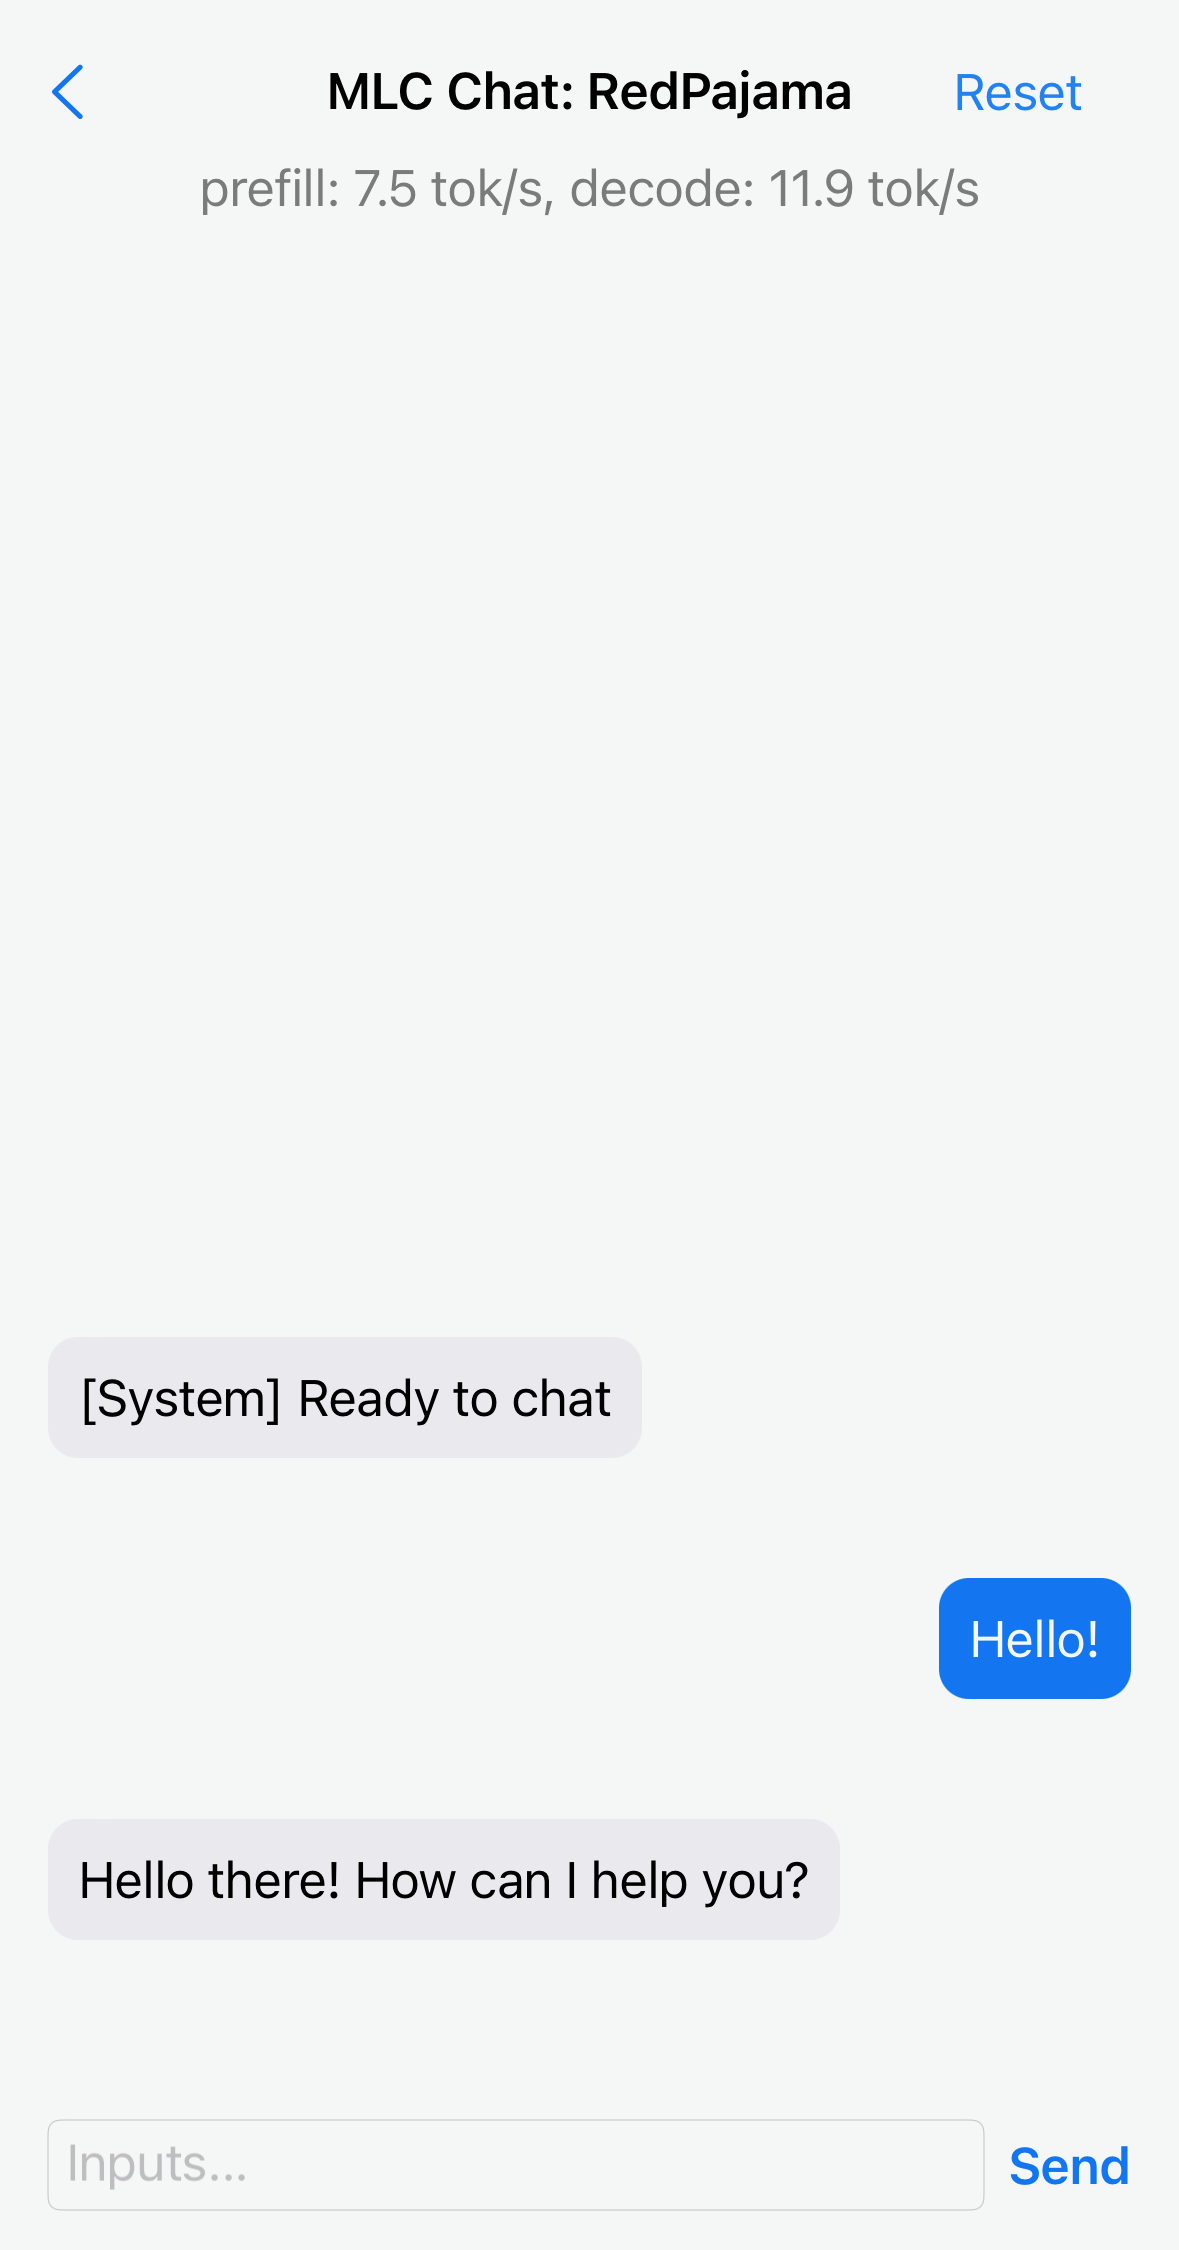 MLC Chat: RedPajama
Reset
prefill: 7.5 tok/s, decode: 11.9 tok/s
[System] Ready to chat
Hello!
Hello there! How can I help you?
Inputs...
Send